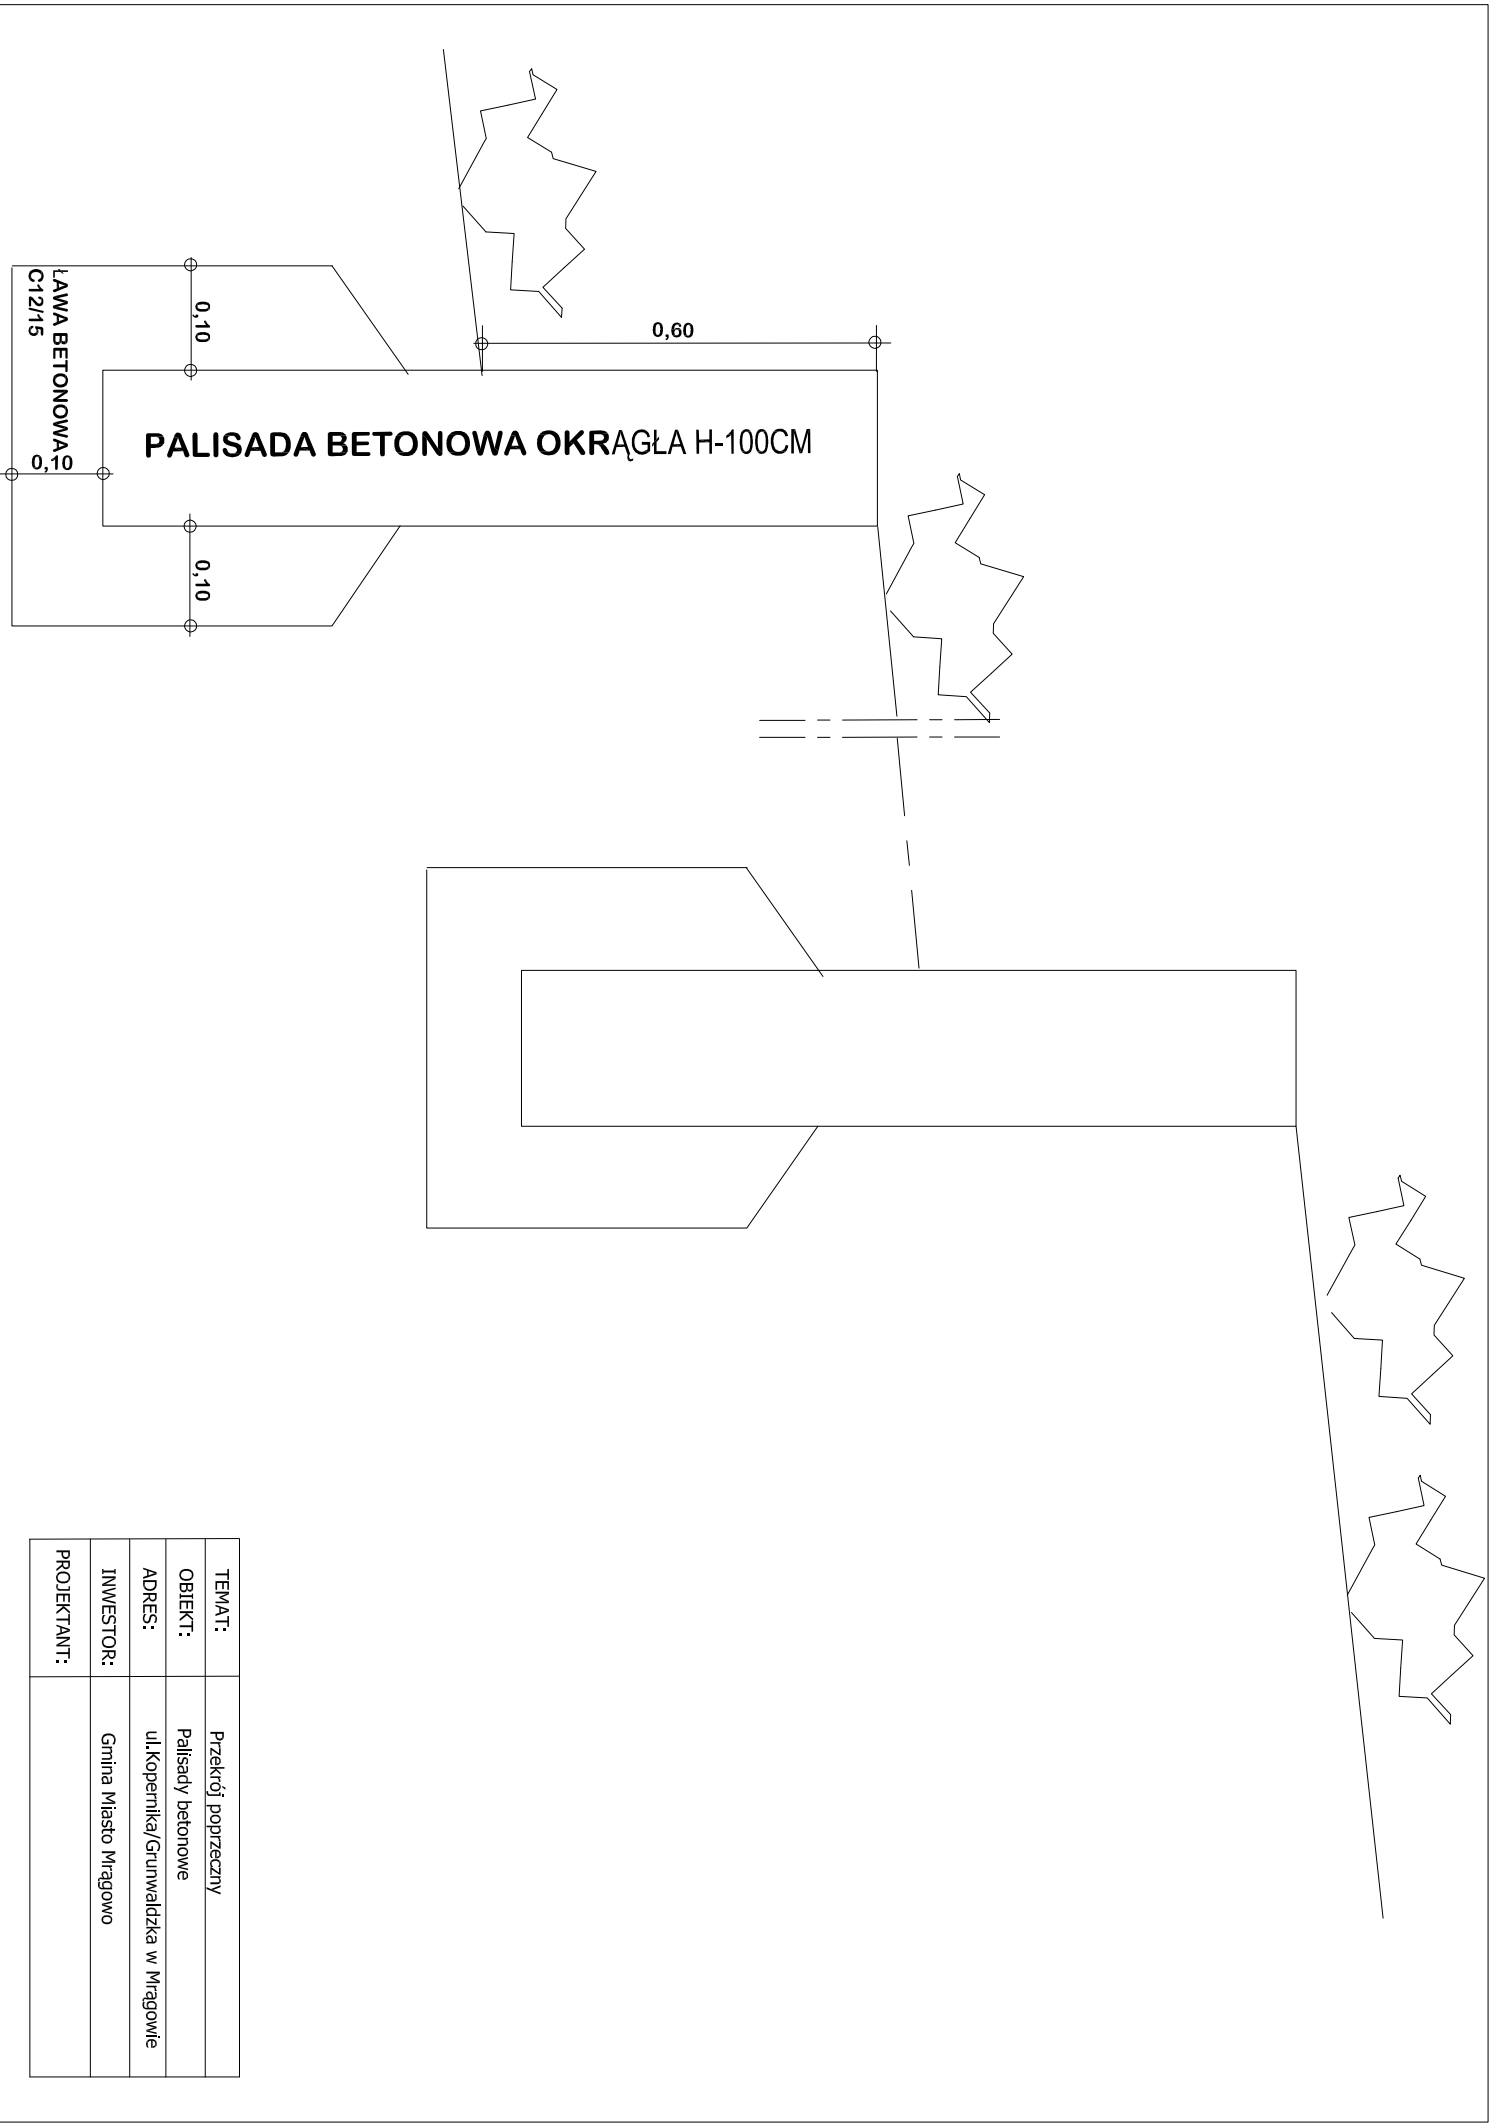 0,60
PALISADA BETONOWA OKRĄGŁA H-100CM
0,10
0,10
0,10
ŁAWA BETONOWA
C12/15
TEMAT: Przekrój poprzeczny
OBIEKT: Palisady betonowe
ADRES: ul.Kopernika/Grunwaldzka w Mrągowie
INWESTOR: Gmina Miasto Mrągowo
PROJEKTANT: